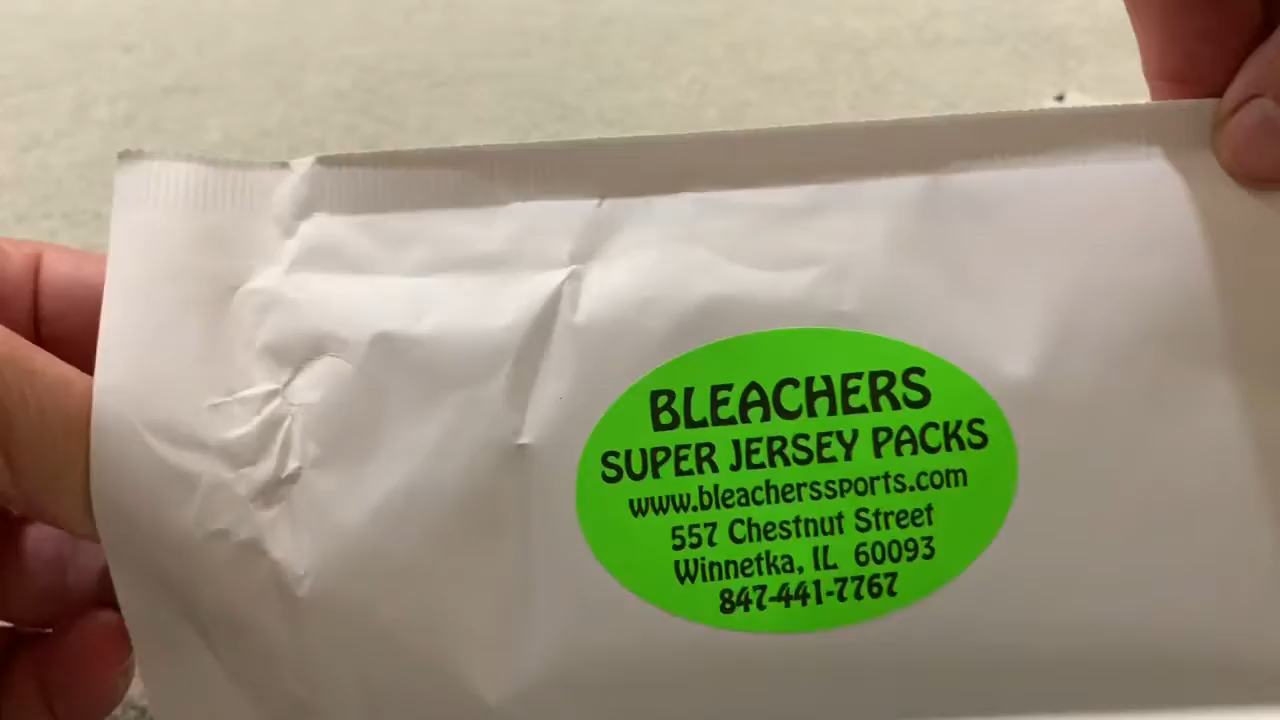 BLEACHERS
SUPER JERSEY PACKS
www.bleacherssports.com
557 Chestnut Street
Winnetka, IL 60093
847-441-7767